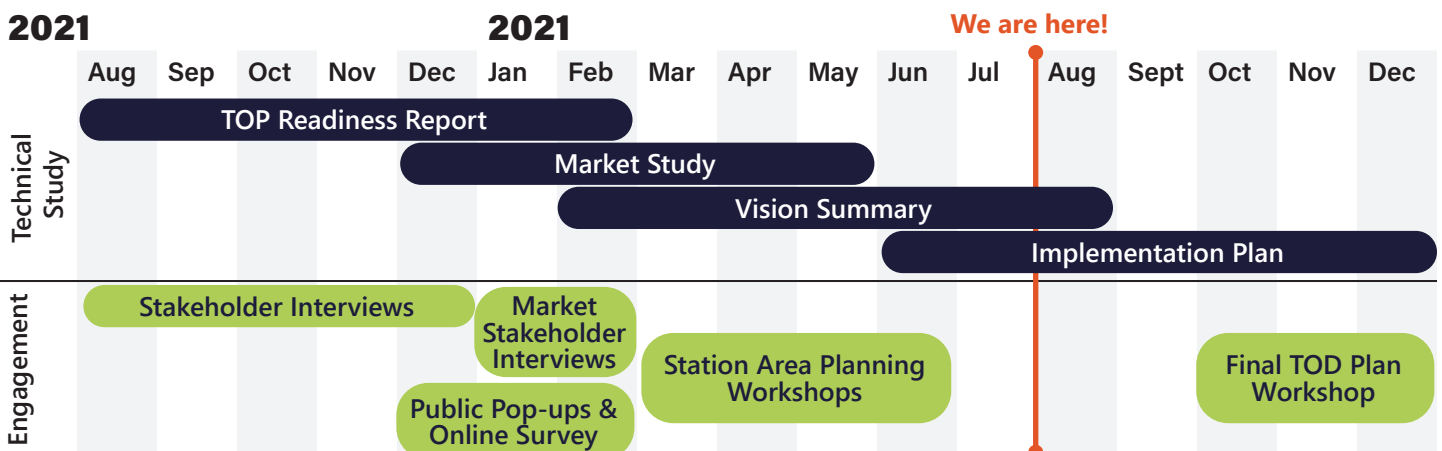 2021 2021 We are here!
Aug Sep Oct Nov Dec Jan Feb Mar Apr May Jun Jul Aug Sept Oct Nov Dec
Technical
Study
TOP Readiness Report
Market Study
Vision Summary
Implementation Plan
Engagement
Stakeholder Interviews
Market
Stakeholder
Interviews
Public Pop-ups &
Online Survey
Station Area Planning
Workshops
Final TOD Plan
Workshop